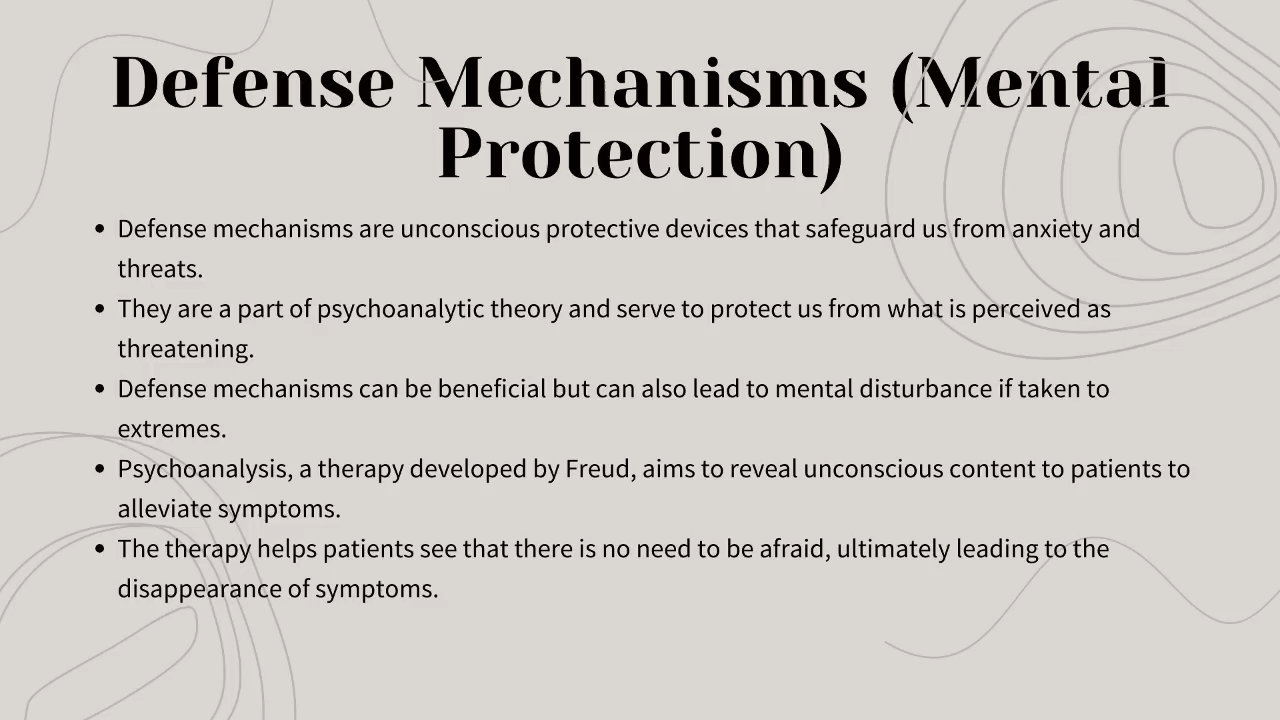 Defense Mechanisms (Mental
Protection)
• Defense mechanisms are unconscious protective devices that safeguard us from anxiety and
threats.
• They are a part of psychoanalytic theory and serve to protect us from what is perceived as
threatening.
• Defense mechanisms can be beneficial but can also lead to mental disturbance if taken to
extremes.
• Psychoanalysis, a therapy developed by Freud, aims to reveal unconscious content to patients to
alleviate symptoms.
• The therapy helps patients see that there is no need to be afraid, ultimately leading to the
disappearance of symptoms.